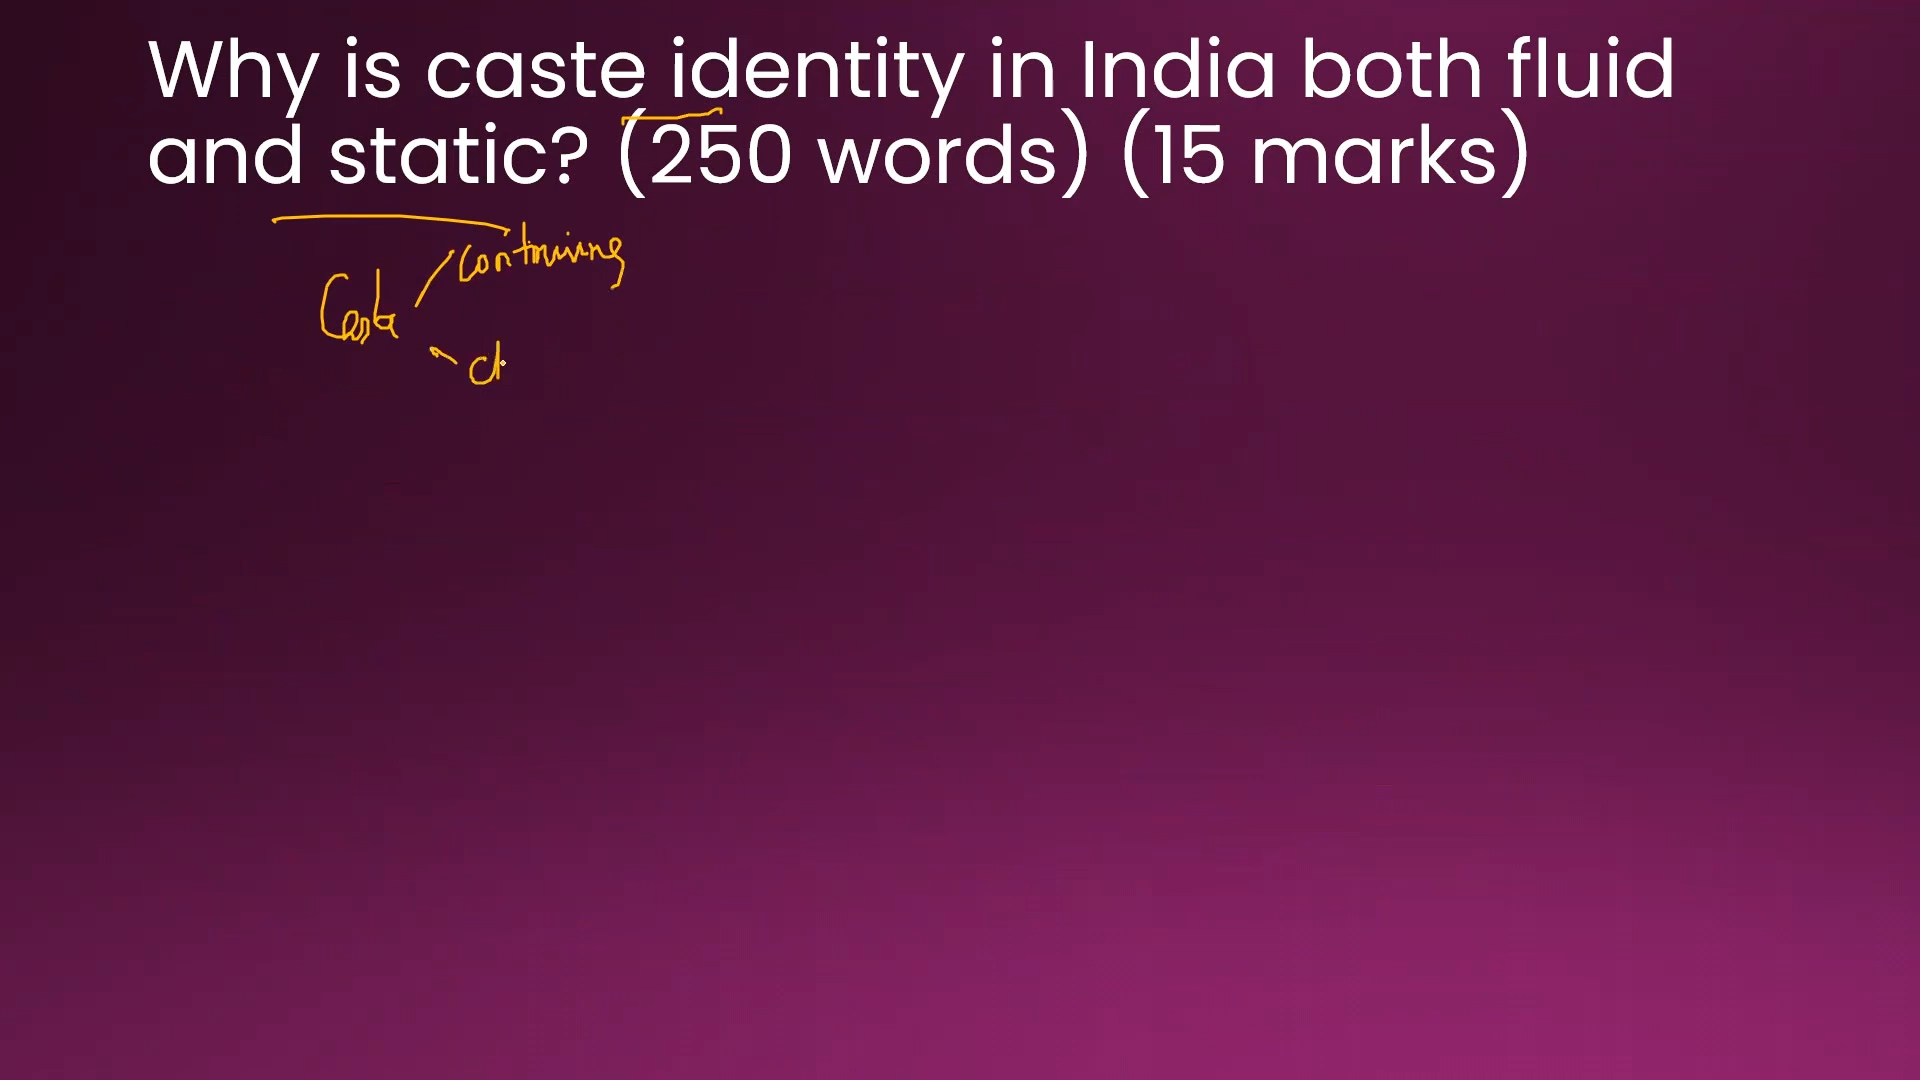 Why is caste identity in India both fluid
and static? (250 words) (15 marks)
continuing
Caste